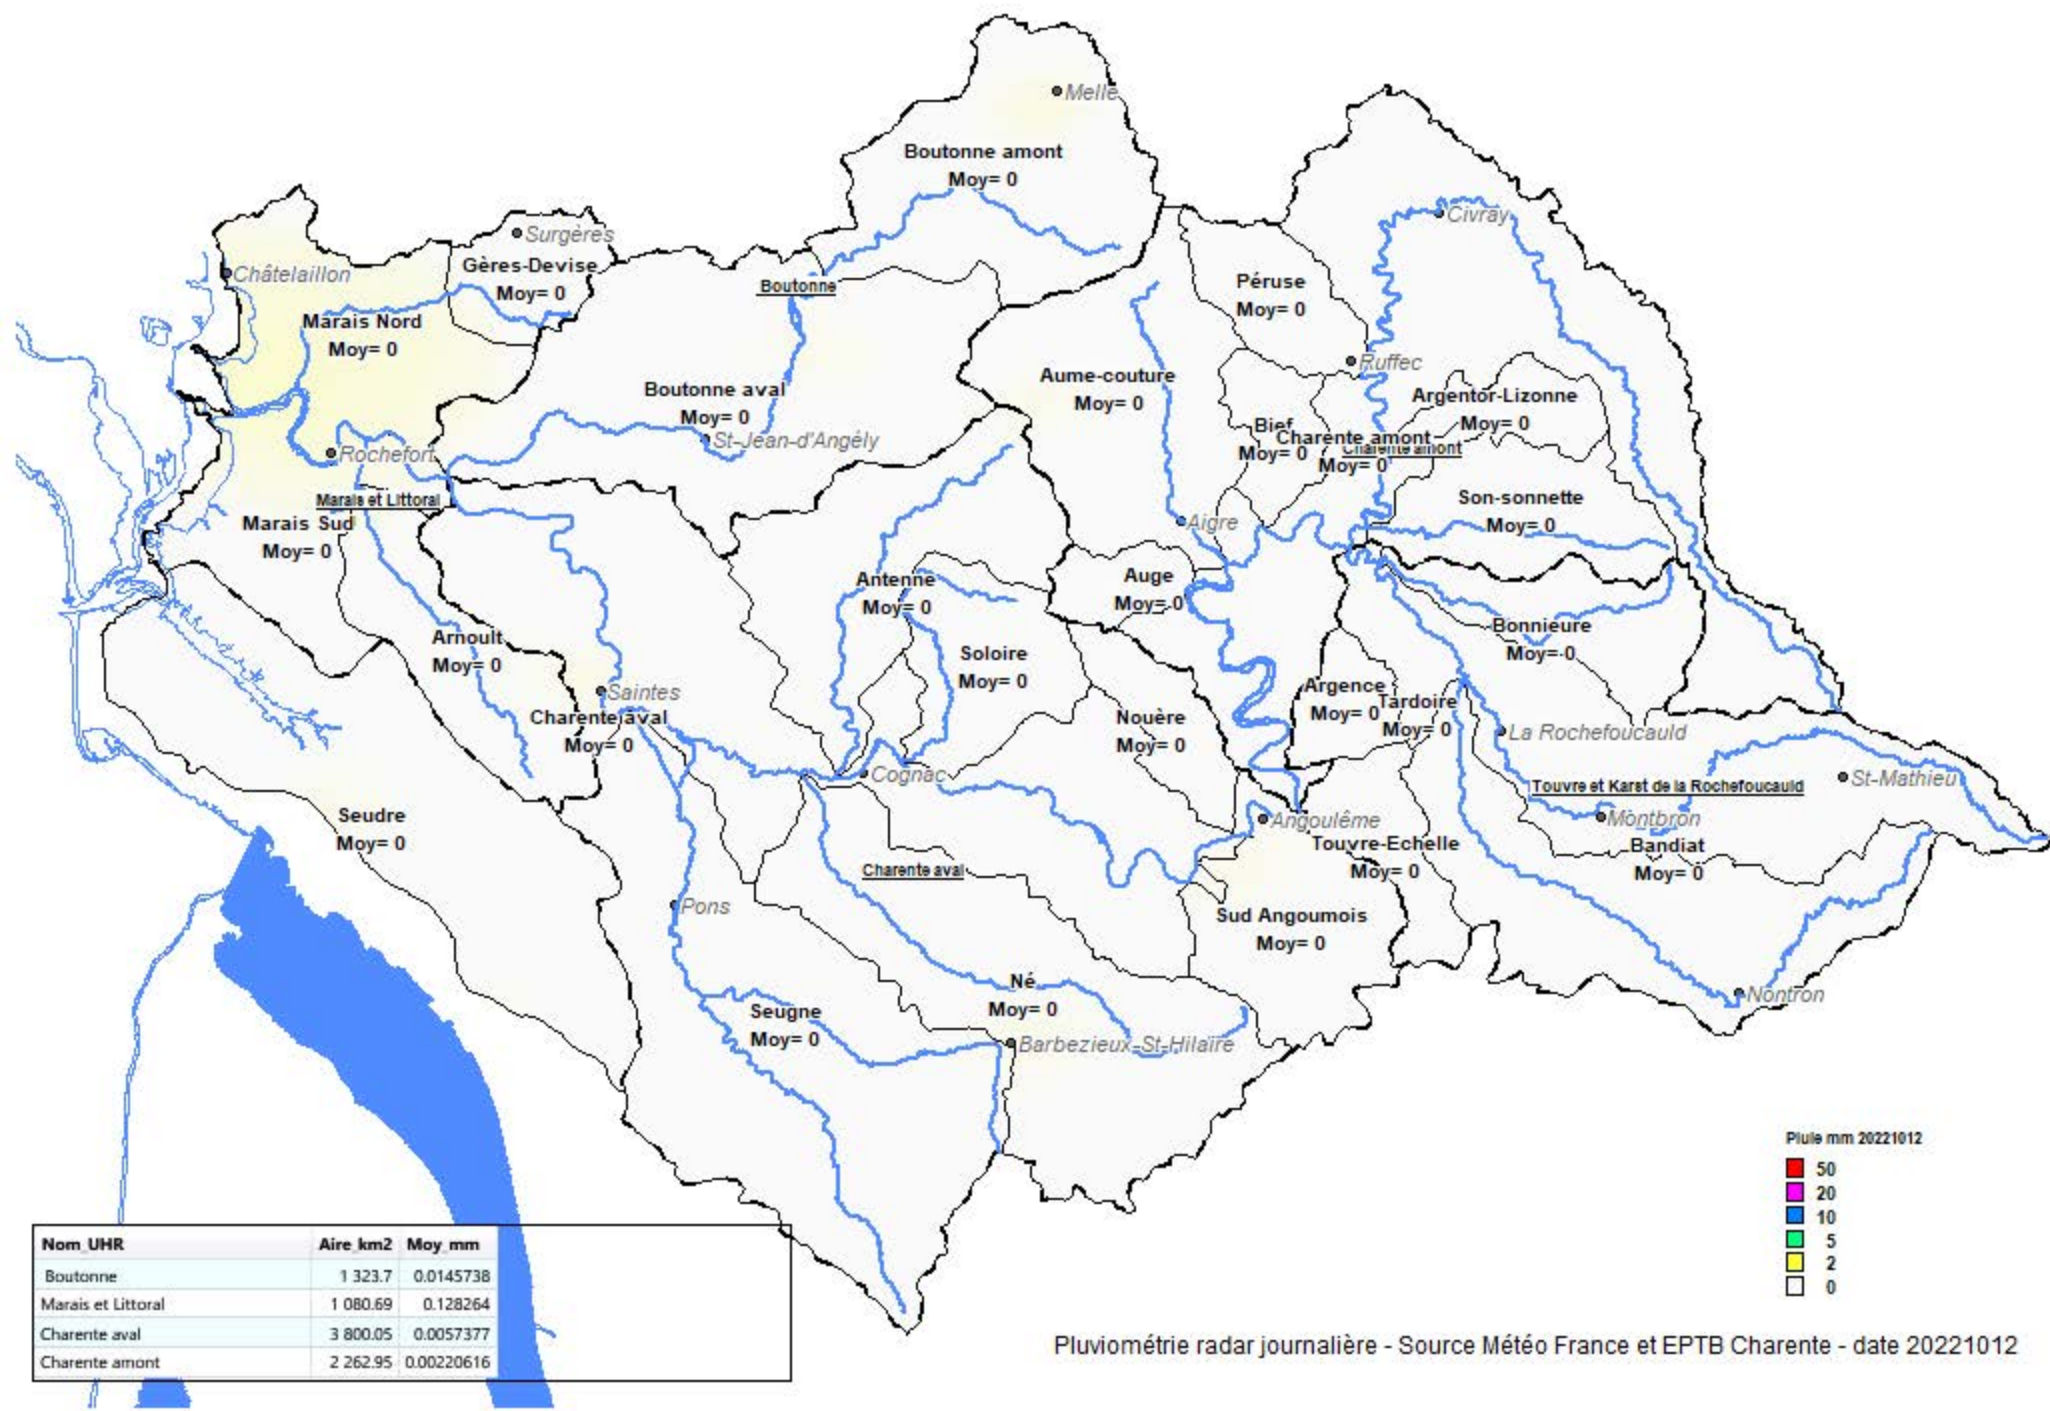 Melle
Boutonne amont
Moy= 0
Civray
Surgères
Gères-Devise
Moy= 0
Châtelaillon
Boutonne
Péruse
Moy= 0
Marais Nord
Moy= 0
Ruffec
Aume-couture
Moy= 0
Boutonne aval
Moy= 0
Argentor-Lizonne
Moy= 0
St-Jean-d'Angély
Bief
Moy= 0
Charente amont
Moy= 0
Charente amont
Rochefort
Marais et Littoral
Son-sonnette
Moy= 0
Marais Sud
Moy= 0
Aigre
Antenne
Moy= 0
Auge
Moy= 0
Arnoult
Moy= 0
Bonnieure
Moy= 0
Soloire
Moy= 0
Saintes
Argence
Moy= 0
Tardoire
Moy= 0
Charente aval
Moy= 0
Nouère
Moy= 0
La Rochefoucauld
Cognac
St-Mathieu
Touvre et Karst de la Rochefoucauld
Seudre
Moy= 0
Angoulême
Montbron
Touvre-Echelle
Moy= 0
Bandiat
Moy= 0
Charente aval
Pons
Sud Angoumois
Moy= 0
Né
Moy= 0
Nontron
Seugne
Moy= 0
Barbezieux-St-Hilaire
Pluie mm 20221012
50
20
10
5
2
0
Nom_UHR Aire_km2 Moy_mm
Boutonne 1 323.7 0.0145738
Marais et Littoral 1 080.69 0.128264
Charente aval 3 800.05 0.0057377
Charente amont 2 262.95 0.00220616
Pluviométrie radar journalière - Source Météo France et EPTB Charente - date 20221012